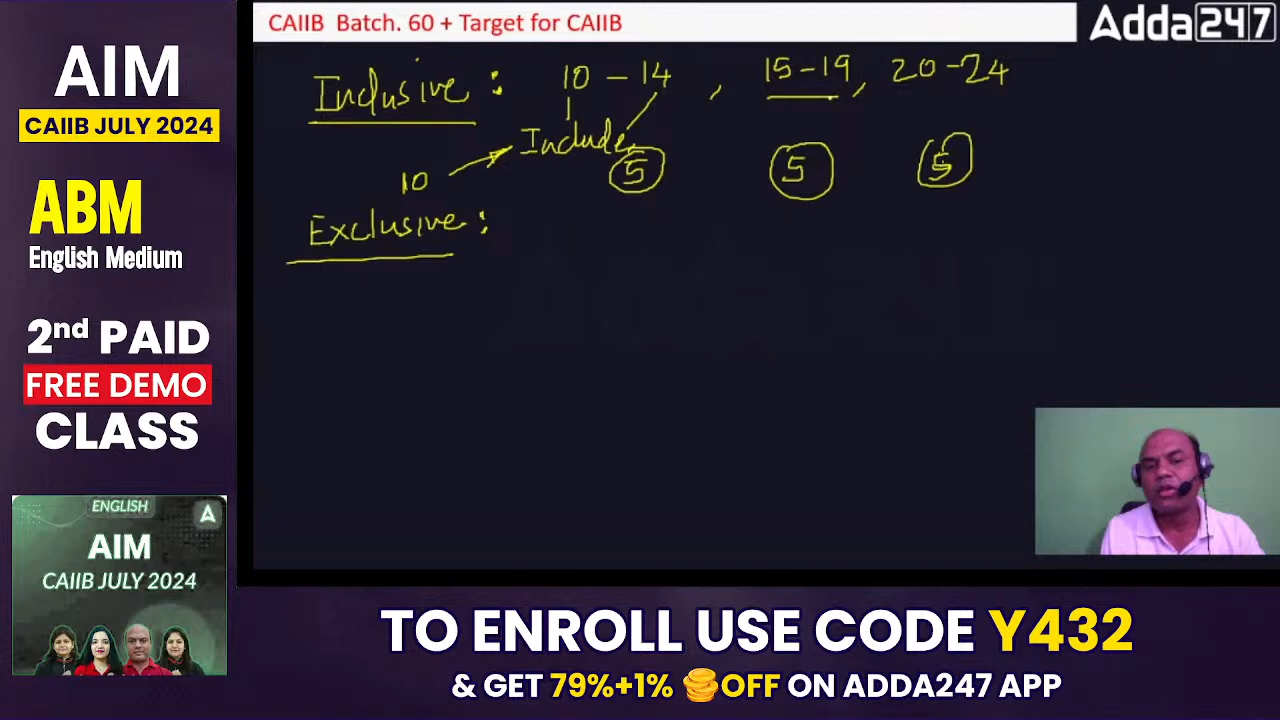 AIM
CAIIB JULY 2024
ABM
English Medium
2nd PAID
FREE DEMO
CLASS
ENGLISH
AIM
CAIIB JULY 2024
CAIIB Batch. 60 + Target for CAIIB
Adda247
Inclusive : 10 - 14 , 15-19, 20-24
Include
10 5 5 5
Exclusive :
TO ENROLL USE CODE Y432
& GET 79%+1% OFF ON ADDA247 APP